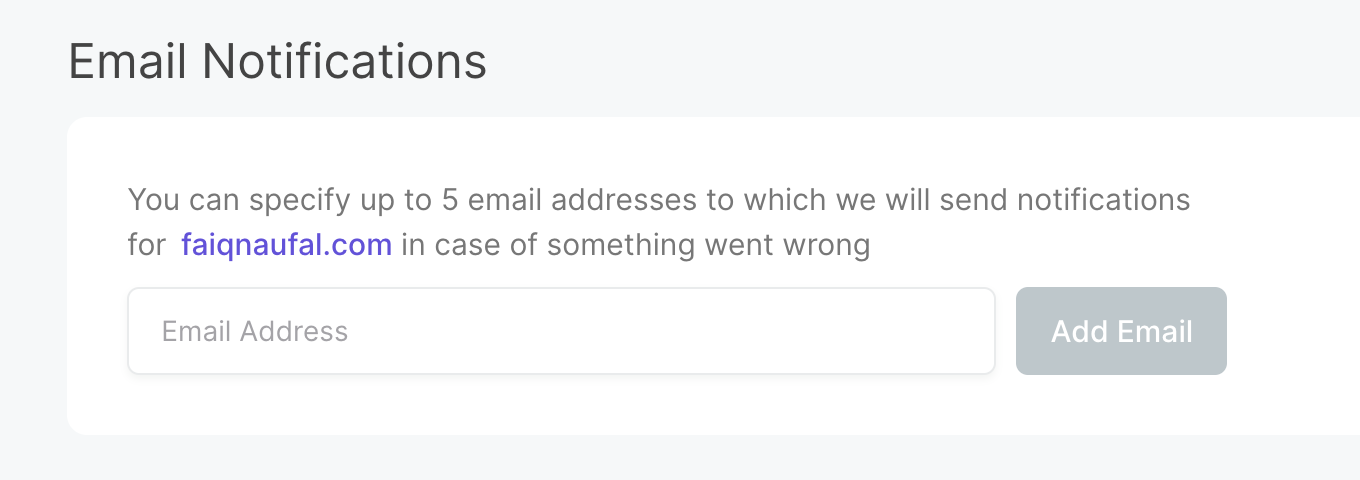 Email Notifications
You can specify up to 5 email addresses to which we will send notifications
for faiqnaufal.com in case of something went wrong
Email Address
Add Email